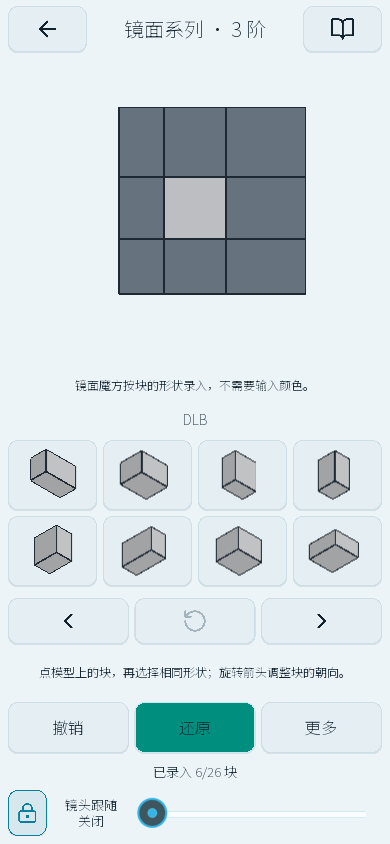 镜面系列 · 3 阶
镜面魔方按块的形状录入，不需要输入颜色。
DLB
点模型上的块，再选择相同形状；旋转箭头调整块的朝向。
撤销
还原
更多
已录入 6/26 块
镜头跟随
关闭